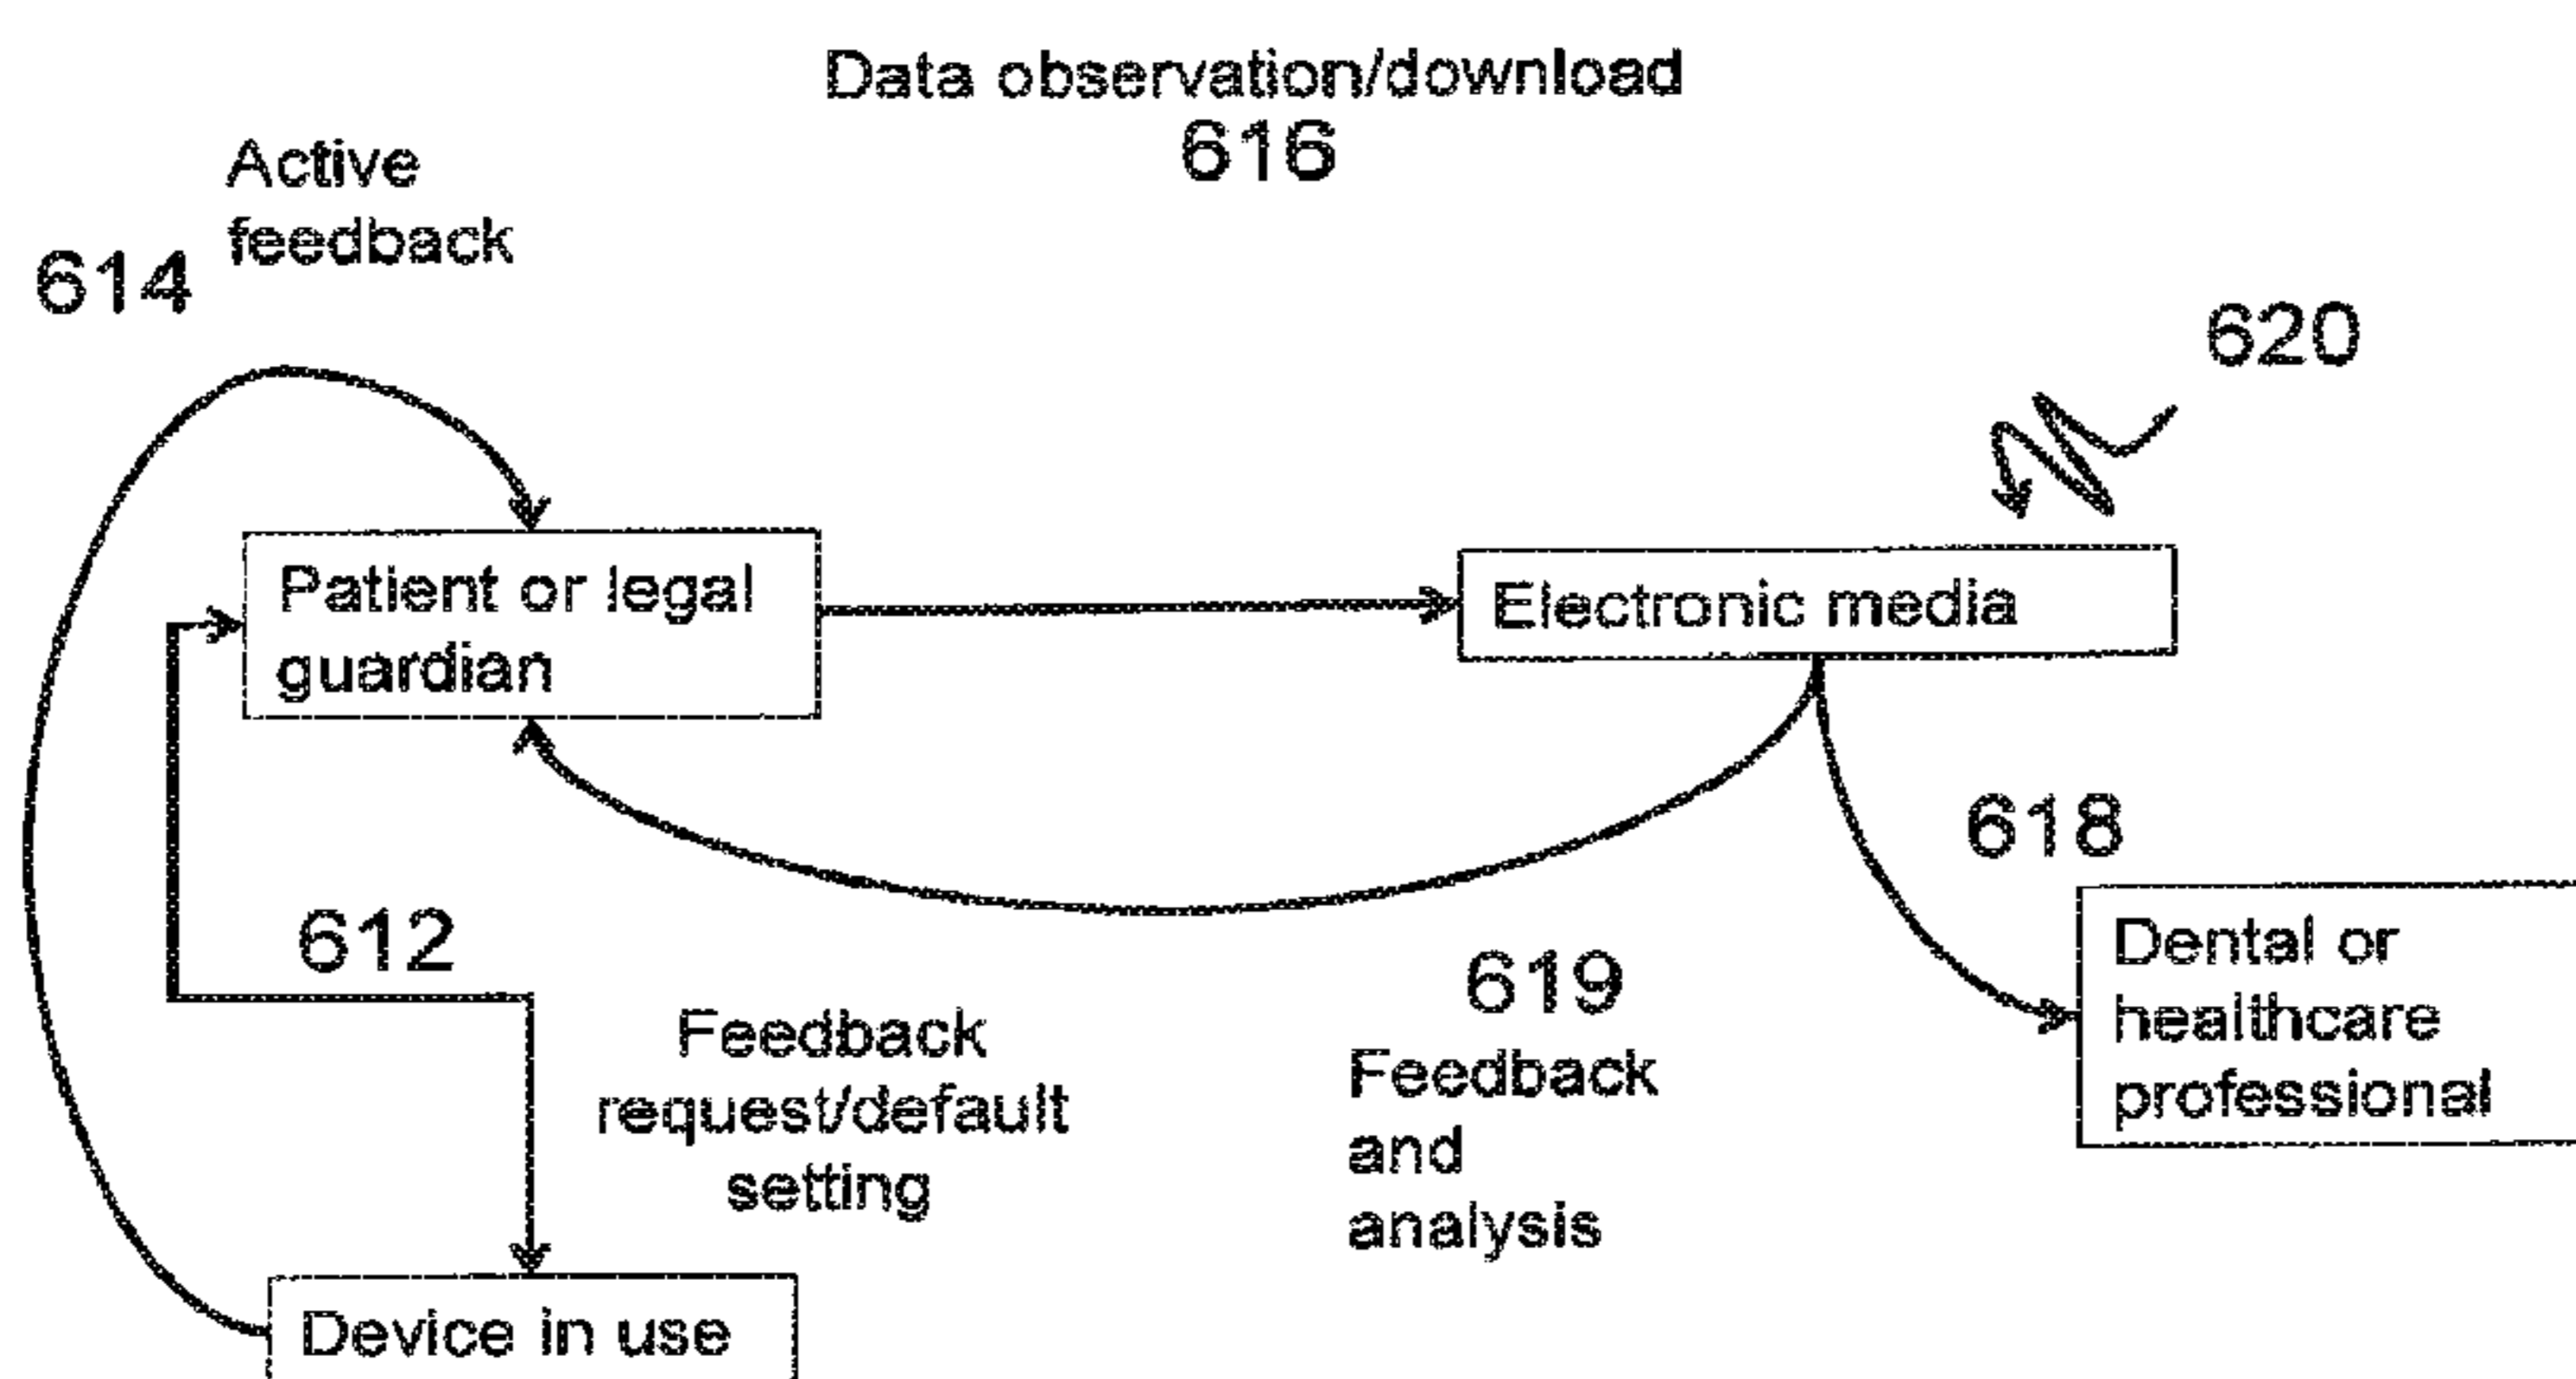 Data observation/download
616
Active
feedback
614
620
Patient or legal
guardian
Electronic media
618
612
619
Dental or
healthcare
professional
Feedback
request/default
setting
Feedback
and
analysis
Device in use